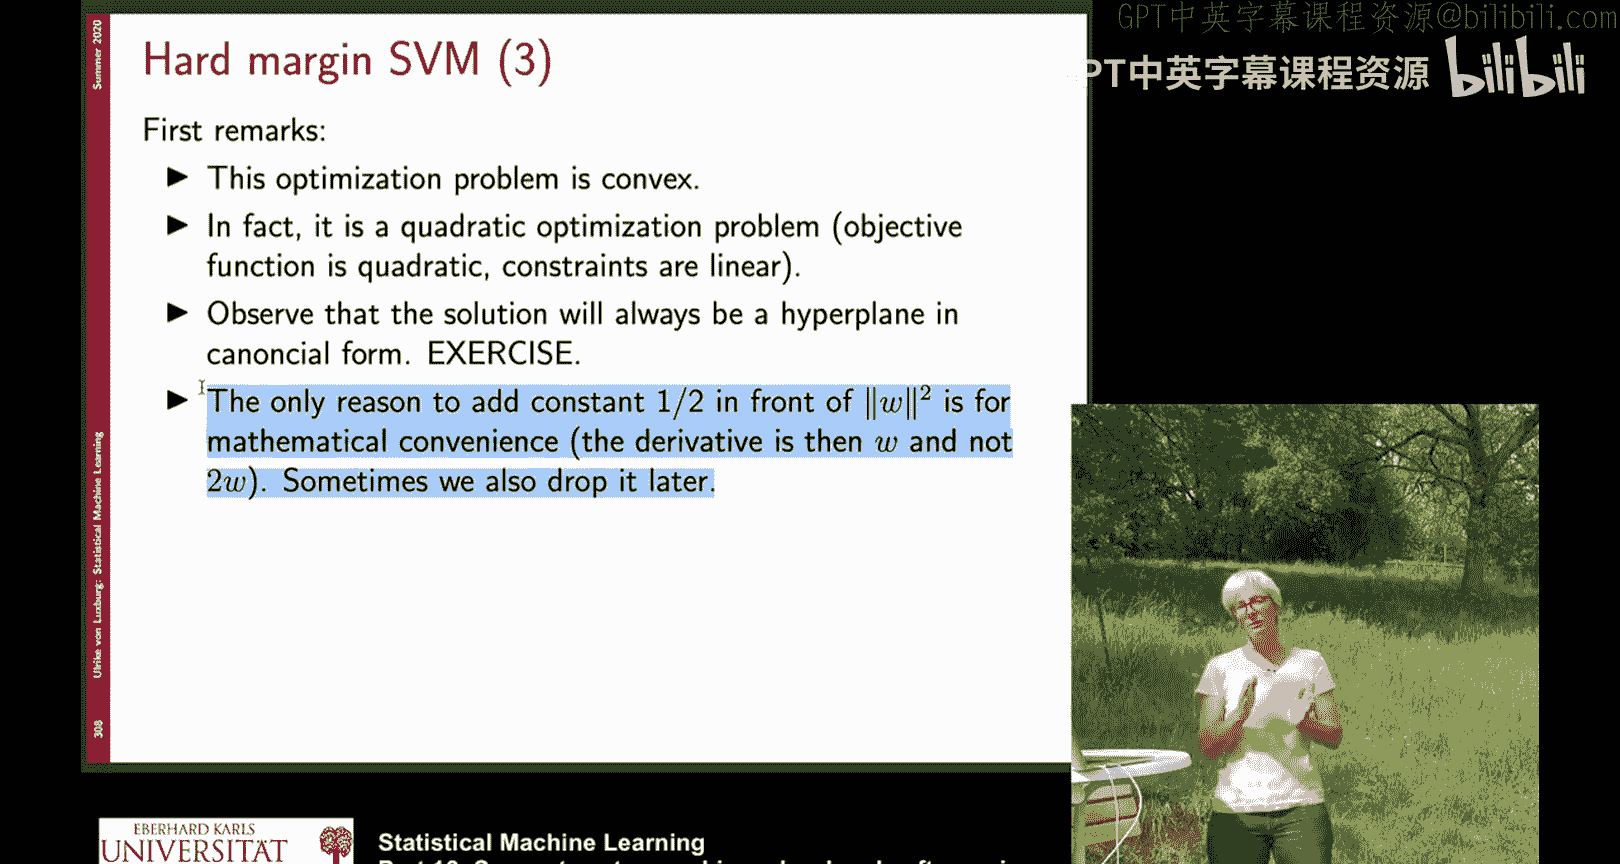 GPT中英字幕课程资源@bilibili.com
PT中英字幕课程资源 bilibili
Summer 2020
Hard margin SVM (3)
First remarks:
▶ This optimization problem is convex.
▶ In fact, it is a quadratic optimization problem (objective
function is quadratic, constraints are linear).
▶ Observe that the solution will always be a hyperplane in
canoncial form. EXERCISE.
▶ The only reason to add constant 1/2 in front of ‖w‖² is for
mathematical convenience (the derivative is then w and not
2w). Sometimes we also drop it later.
Ulrike von Luxburg: Statistical Machine Learning
308
EBERHARD KARLS
UNIVERSITÄT
Statistical Machine Learning